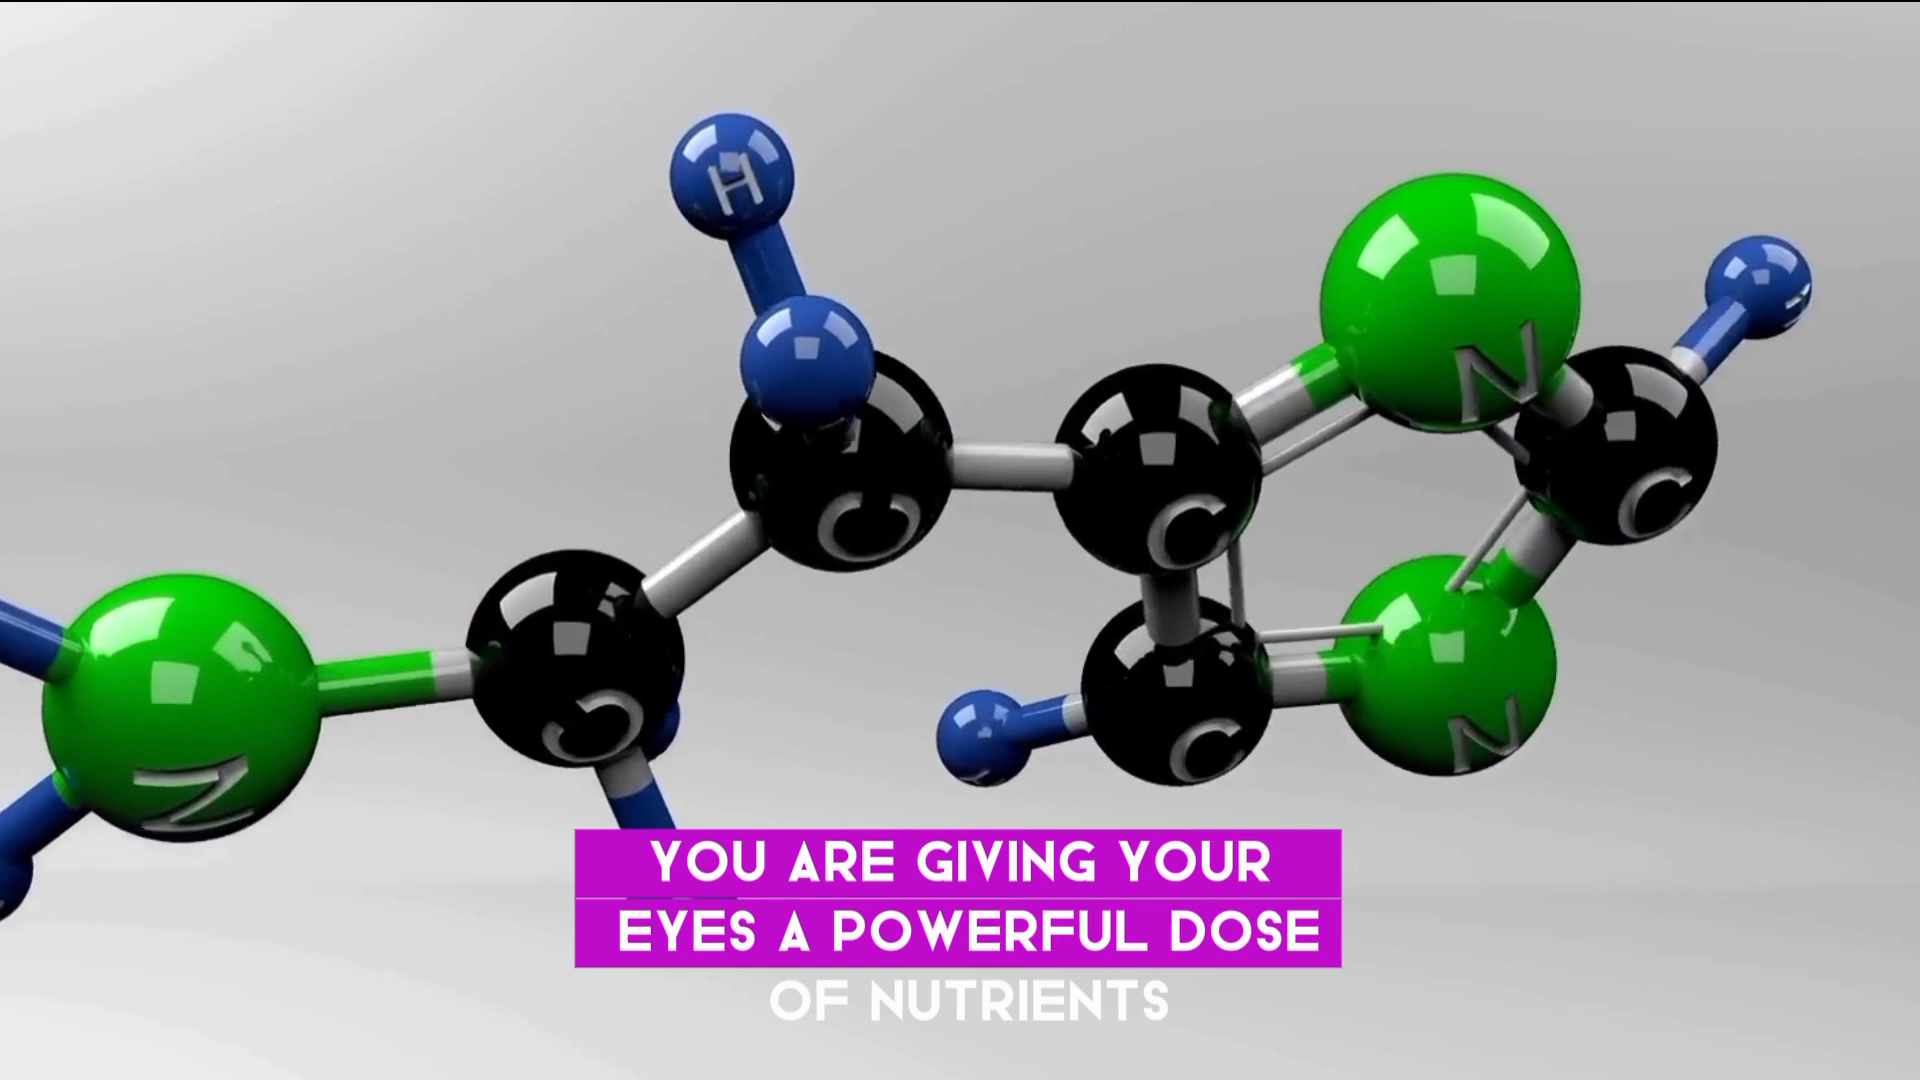 H
N
H
C
C
C
C
N
C
H
C
N
YOU ARE GIVING YOUR
EYES A POWERFUL DOSE
OF NUTRIENTS